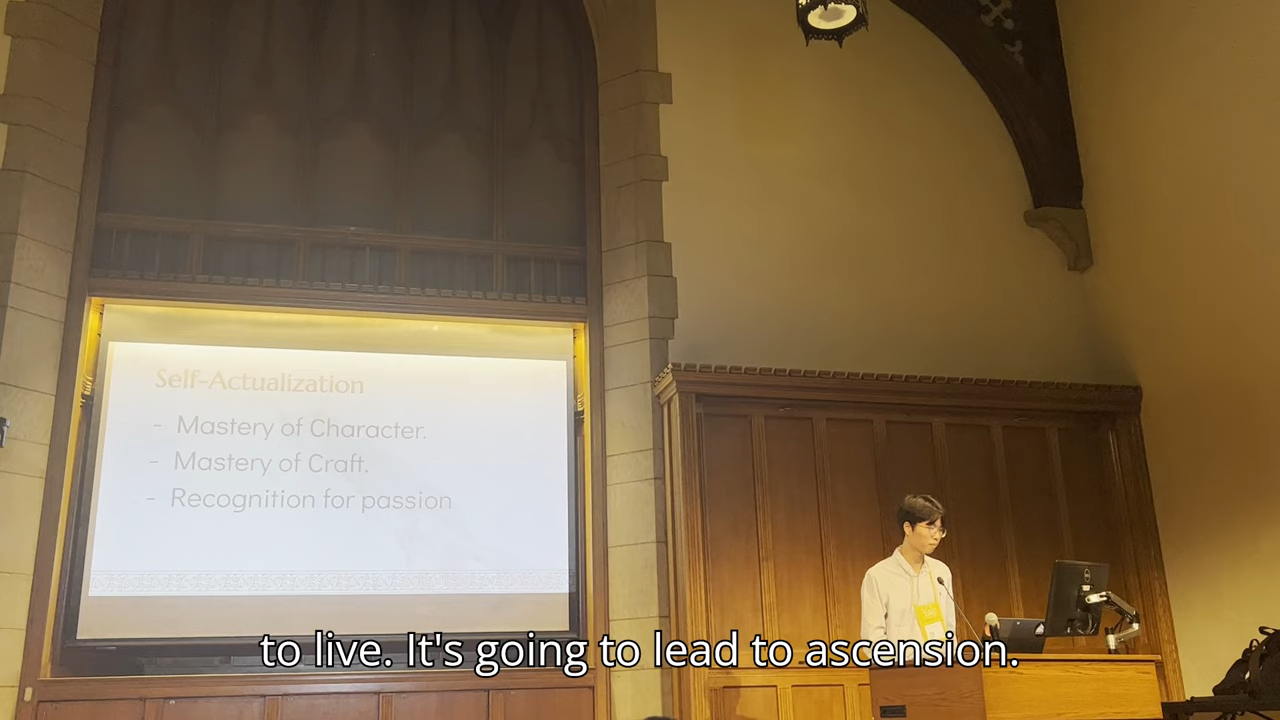 Self-Actualization
- Mastery of Character.
- Mastery of Craft.
- Recognition for passion
to live. It's going to lead to ascension.